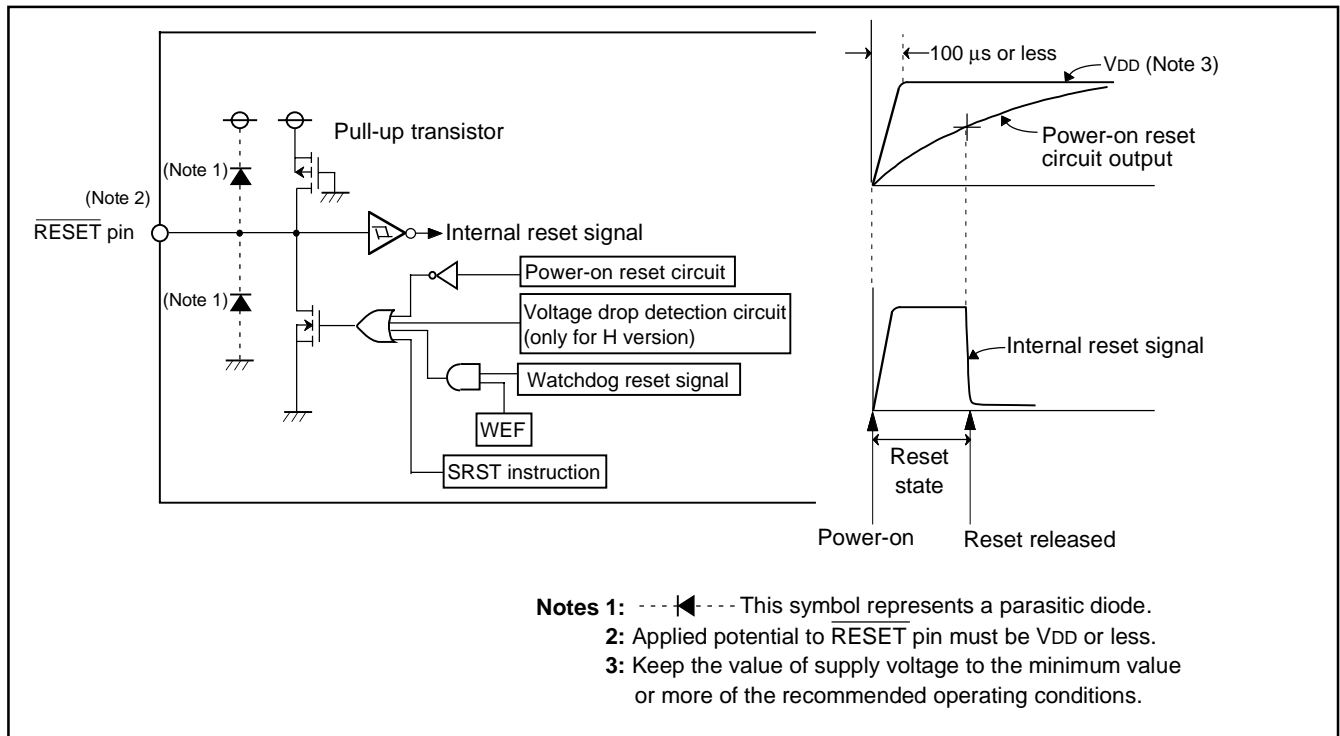 Pull-up transistor
(Note 1)
(Note 2)
RESET pin
Internal reset signal
Power-on reset circuit
Voltage drop detection circuit
(only for H version)
(Note 1)
Watchdog reset signal
WEF
SRST instruction
100 µs or less
VDD (Note 3)
Power-on reset
circuit output
Internal reset signal
Reset
state
Power-on
Reset released
Notes 1: This symbol represents a parasitic diode.
2: Applied potential to RESET pin must be VDD or less.
3: Keep the value of supply voltage to the minimum value
or more of the recommended operating conditions.